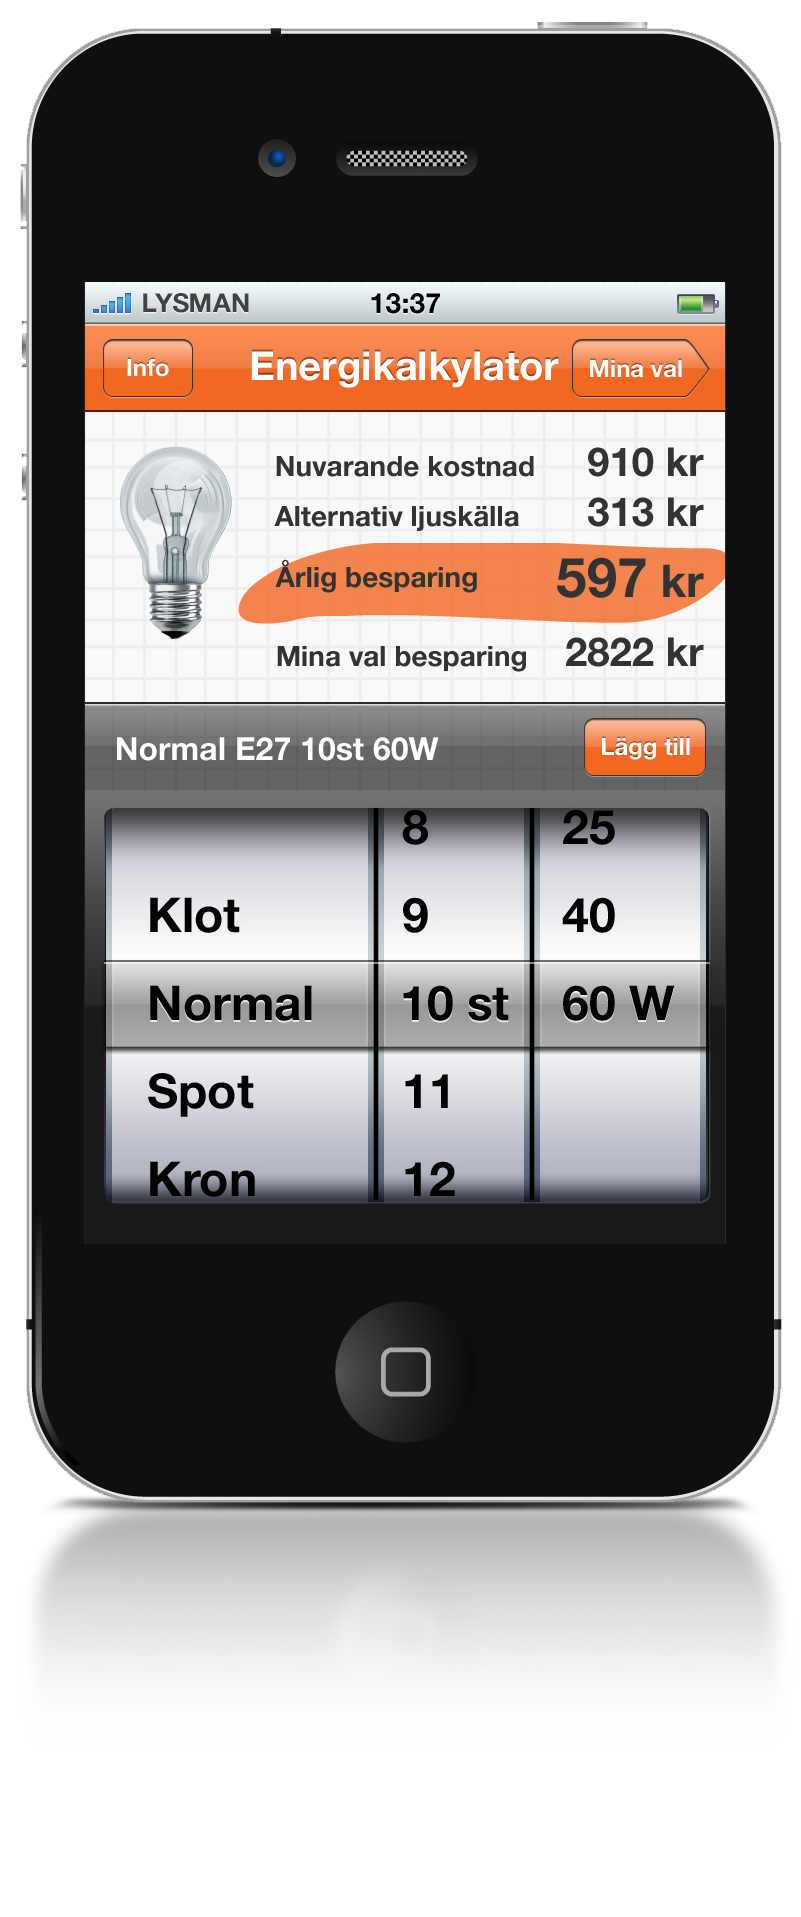 LYSMAN 13:37
Info Energikalkylator Mina val
Nuvarande kostnad 910 kr
Alternativ ljuskälla 313 kr
Årlig besparing 597 kr
Mina val besparing 2822 kr
Normal E27 10st 60W Lägg till
8 25
Klot 9 40
Normal 10 st 60 W
Spot 11
Kron 12